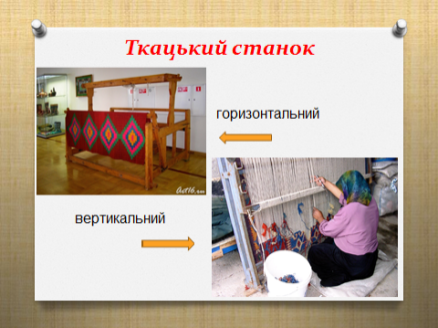 Ткацький станок
горизонтальний
вертикальний